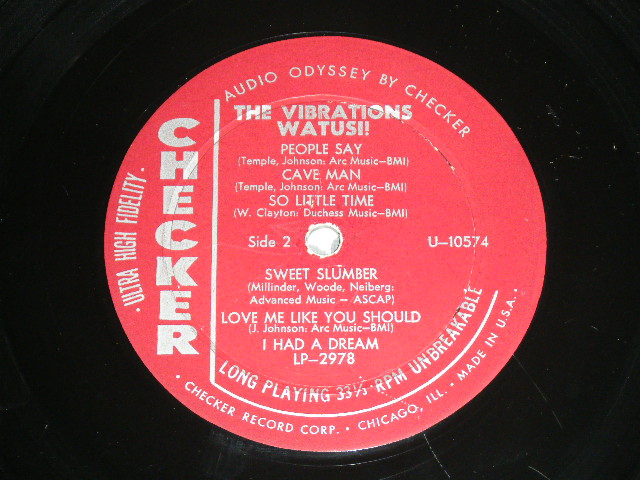 AUDIO ODYSSEY BY CHECKER
THE VIBRATIONS
WATUSI!
PEOPLE SAY
(Temple, Johnson: Arc Music—BMI)
CAVE MAN
(Temple, Johnson: Arc Music—BMI)
SO LITTLE TIME
(W. Clayton: Duchess Music—BMI)
Side 2
U—10574
SWEET SLUMBER
(Millinder, Woode, Neiberg:
Advanced Music — ASCAP)
LOVE ME LIKE YOU SHOULD
(J. Johnson: Arc Music—BMI)
I HAD A DREAM
LP—2978
CHECKER
· ULTRA HIGH FIDELITY ·
LONG PLAYING 33⅓ · RPM UNBREAKABLE
· CHECKER RECORD CORP. · CHICAGO, ILL. · MADE IN U.S.A. ·